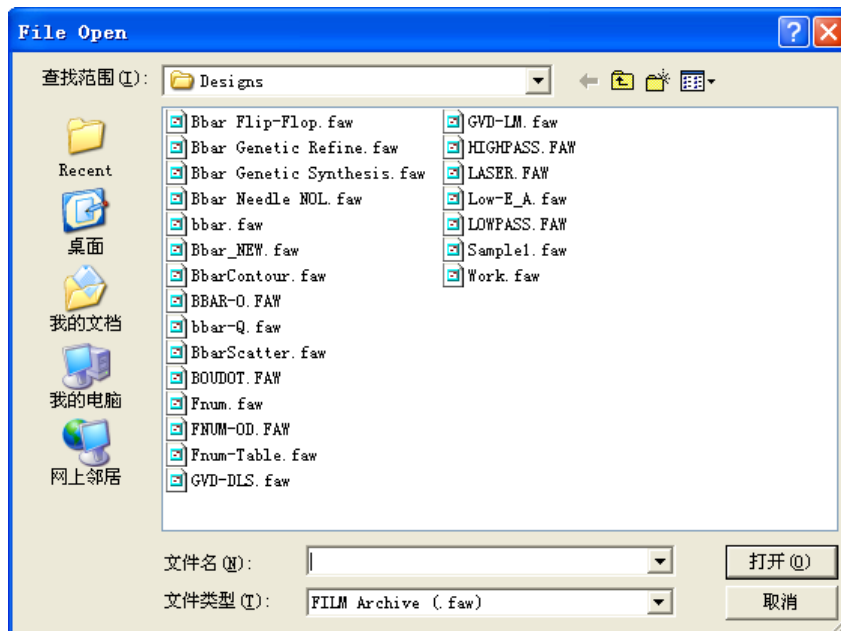 File Open
查找范围(I): Designs
Recent
桌面
我的文档
我的电脑
网上邻居
Bbar Flip-Flop.faw
Bbar Genetic Refine.faw
Bbar Genetic Synthesis.faw
Bbar Needle NOL.faw
bbar.faw
Bbar_NEW.faw
BbarContour.faw
BBAR-O.FAW
bbar-Q.faw
BbarScatter.faw
BOUDOT.FAW
Fnum.faw
FNUM-OD.FAW
Fnum-Table.faw
GVD-DLS.faw
GVD-LM.faw
HIGHPASS.FAW
LASER.FAW
Low-E_A.faw
LOWPASS.FAW
Sample1.faw
Work.faw
文件名(N): 打开(O)
文件类型(T): FILM Archive (.faw) 取消